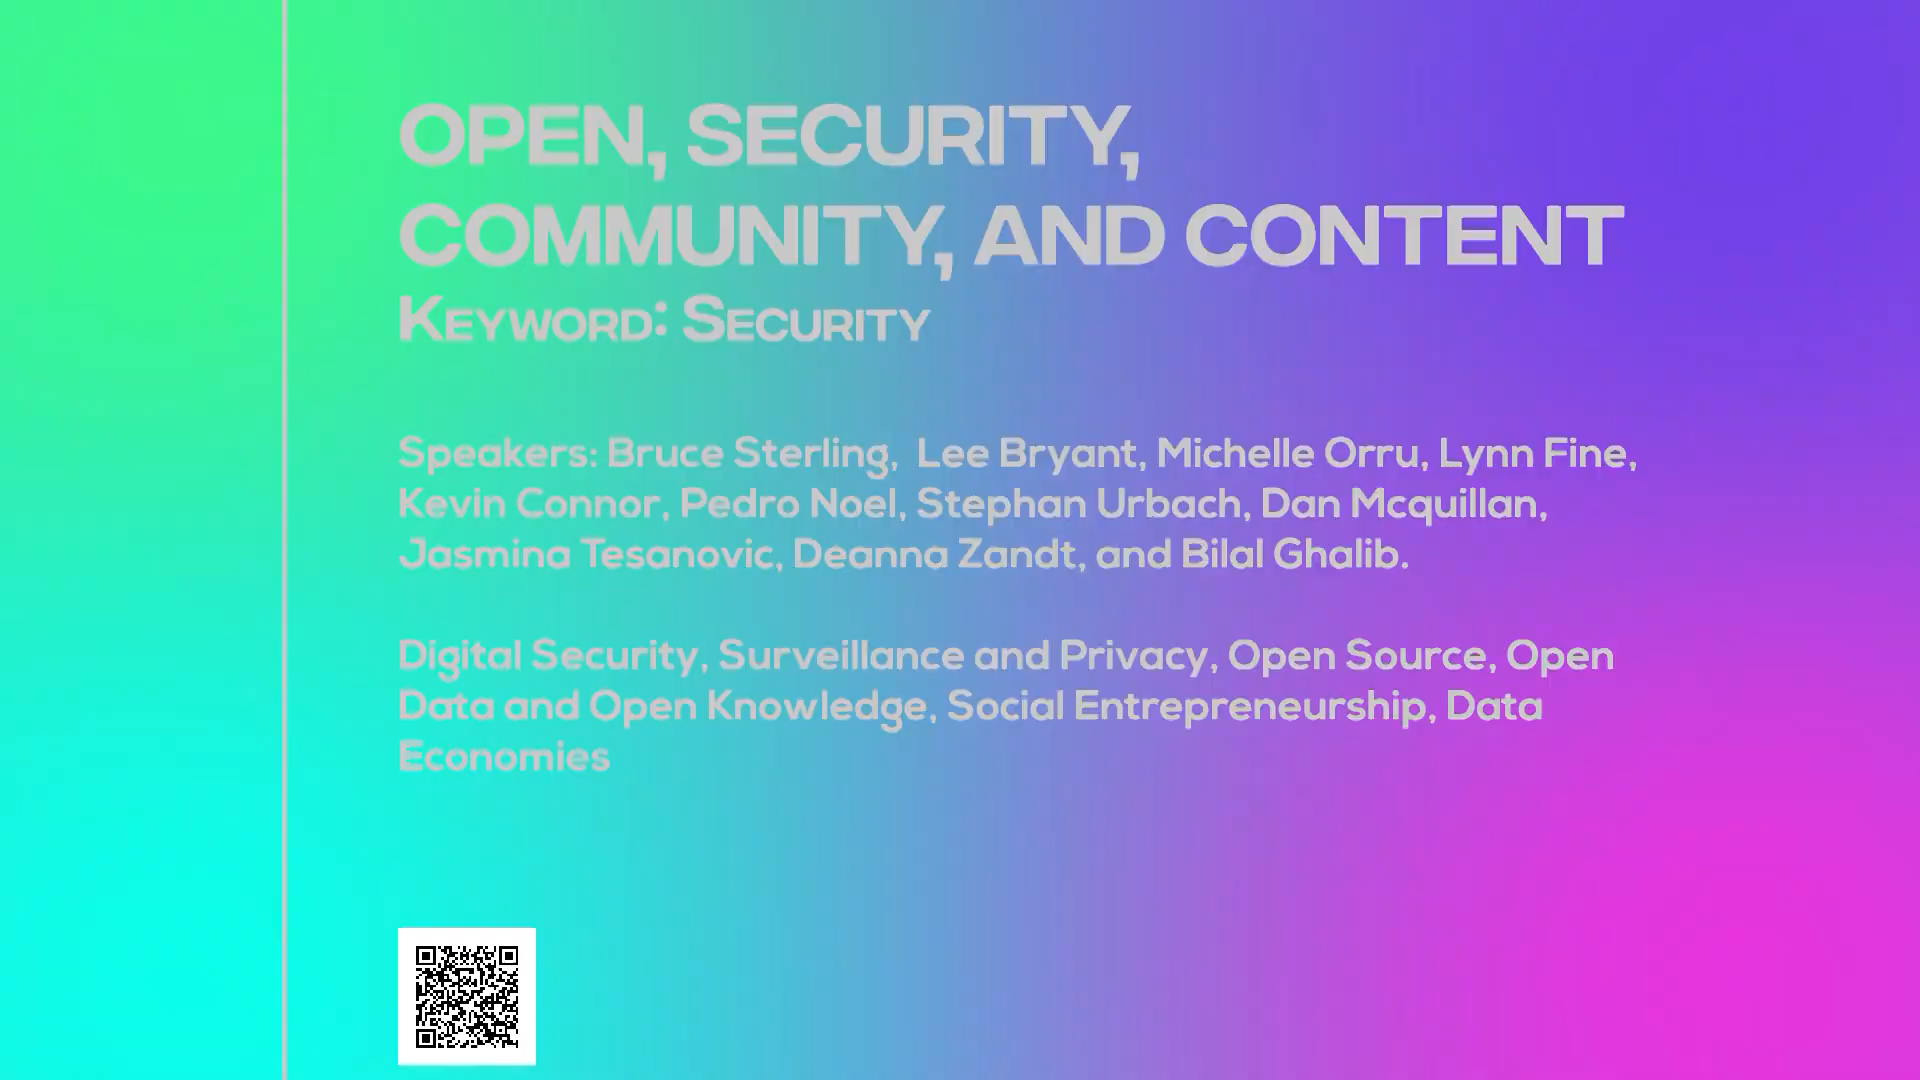 OPEN, SECURITY,
COMMUNITY, AND CONTENT
KEYWORD: SECURITY
Speakers: Bruce Sterling,  Lee Bryant, Michelle Orru, Lynn Fine,
Kevin Connor, Pedro Noel, Stephan Urbach, Dan Mcquillan,
Jasmina Tesanovic, Deanna Zandt, and Bilal Ghalib.
Digital Security, Surveillance and Privacy, Open Source, Open
Data and Open Knowledge, Social Entrepreneurship, Data
Economies